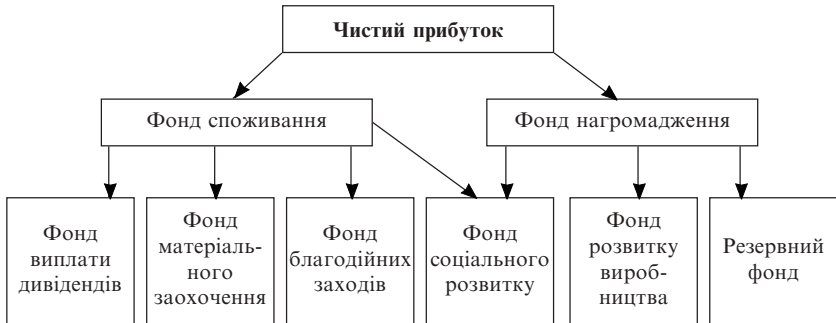 Чистий прибуток
Фонд споживання
Фонд нагромадження
Фонд
виплати
дивідендів
Фонд
матеріаль-
ного
заохочення
Фонд
благодійних
заходів
Фонд
соціального
розвитку
Фонд
розвитку
вироб-
ництва
Резервний
фонд